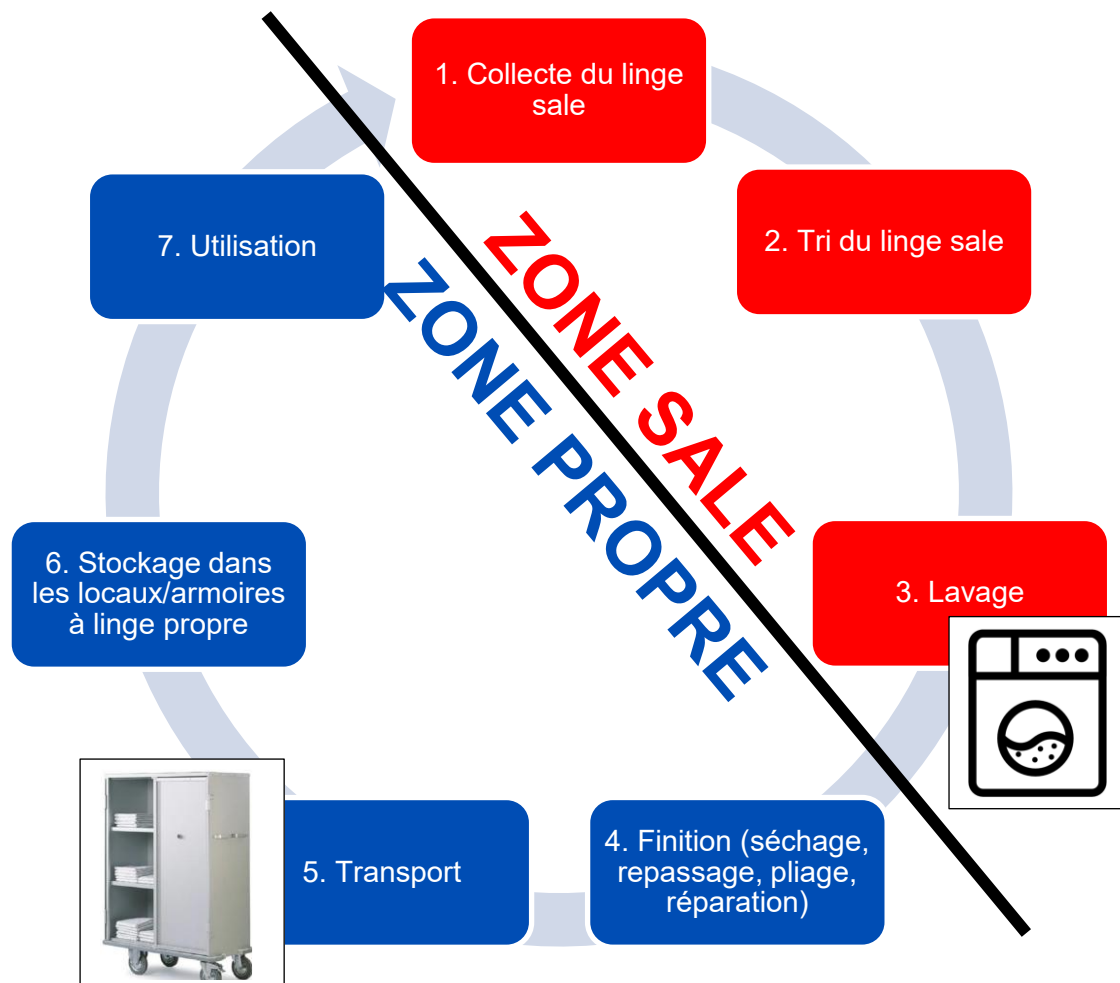 1. Collecte du linge
sale
2. Tri du linge sale
3. Lavage
4. Finition (séchage,
repassage, pliage,
réparation)
5. Transport
6. Stockage dans
les locaux/armoires
à linge propre
7. Utilisation
ZONE SALE
ZONE PROPRE